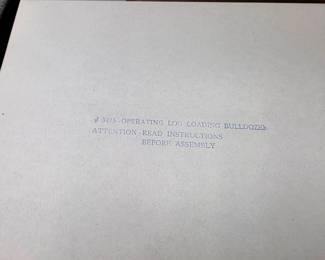 OPERATING LOG LOADING BULLDOZER
ATTENTION - READ INSTRUCTIONS
BEFORE ASSEMBLY